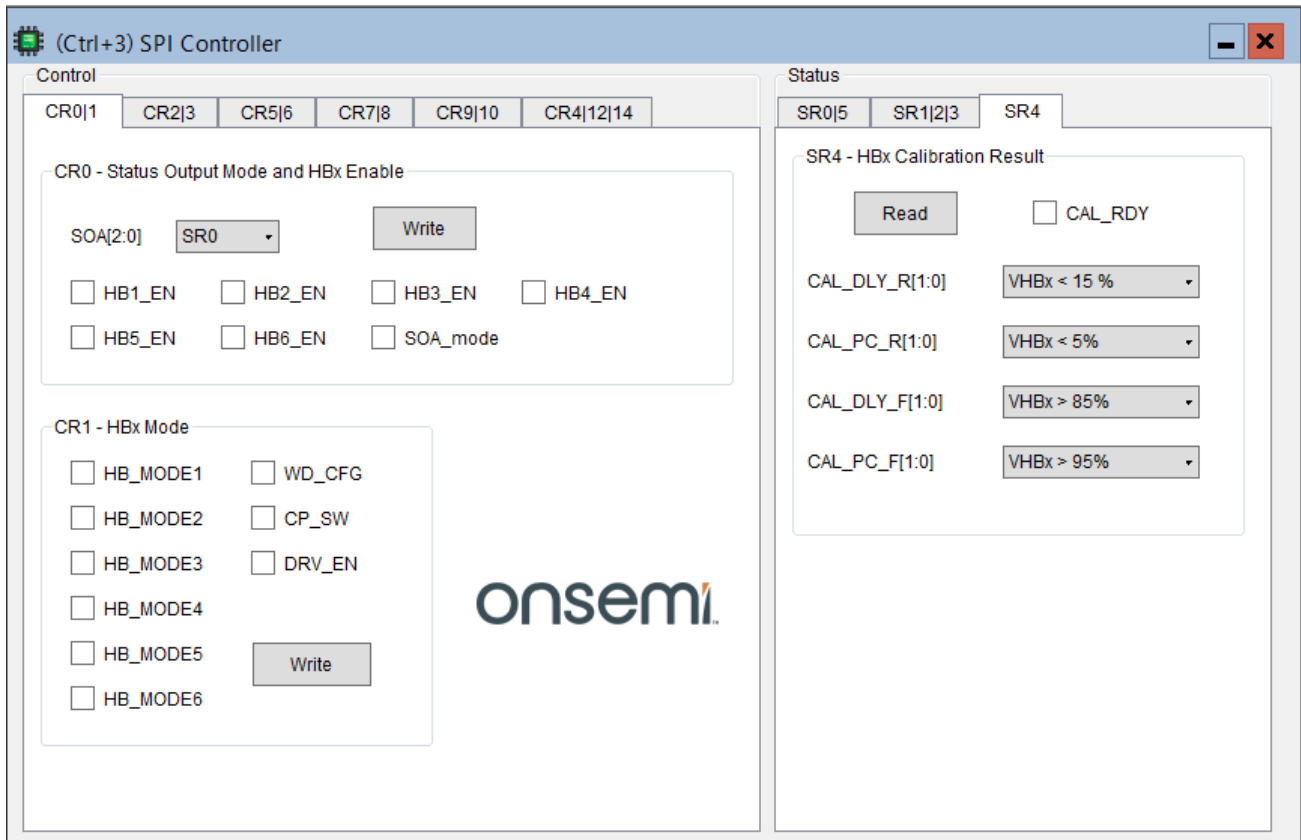 (Ctrl+3) SPI Controller
Control
CR0|1 CR2|3 CR5|6 CR7|8 CR9|10 CR4|12|14
CR0 - Status Output Mode and HBx Enable
SOA[2:0] SR0 Write
HB1_EN HB2_EN HB3_EN HB4_EN
HB5_EN HB6_EN SOA_mode
CR1 - HBx Mode
HB_MODE1 WD_CFG
HB_MODE2 CP_SW
HB_MODE3 DRV_EN
HB_MODE4
HB_MODE5 Write
HB_MODE6
onsemi
Status
SR0|5 SR1|2|3 SR4
SR4 - HBx Calibration Result
Read CAL_RDY
CAL_DLY_R[1:0] VHBx < 15 %
CAL_PC_R[1:0] VHBx < 5%
CAL_DLY_F[1:0] VHBx > 85%
CAL_PC_F[1:0] VHBx > 95%